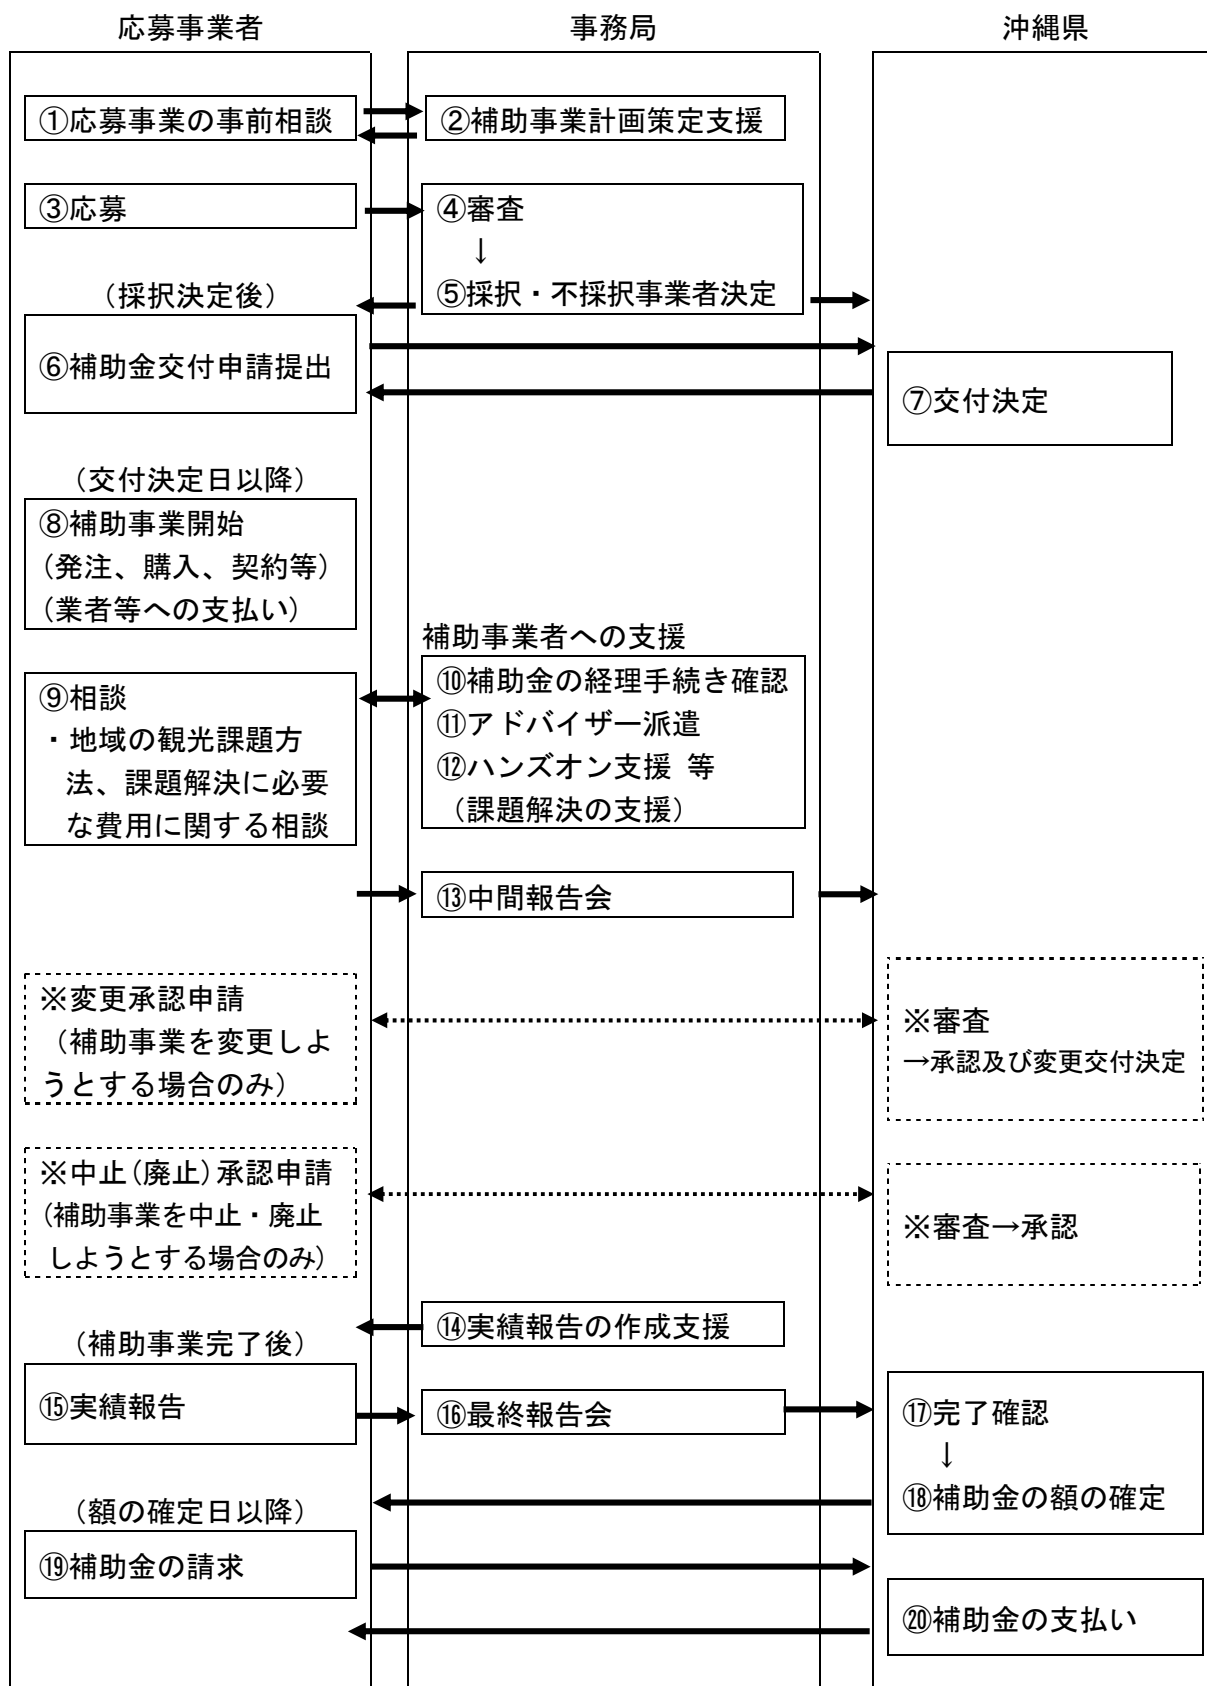 応募事業者
事務局
沖縄県
①応募事業の事前相談
②補助事業計画策定支援
③応募
④審査
↓
⑤採択・不採択事業者決定
（採択決定後）
⑥補助金交付申請提出
⑦交付決定
（交付決定日以降）
⑧補助事業開始
（発注、購入、契約等）
（業者等への支払い）
補助事業者への支援
⑨相談
・地域の観光課題方
法、課題解決に必要
な費用に関する相談
⑩補助金の経理手続き確認
⑪アドバイザー派遣
⑫ハンズオン支援 等
（課題解決の支援）
⑬中間報告会
※変更承認申請
（補助事業を変更しよ
うとする場合のみ）
※審査
→承認及び変更交付決定
※中止(廃止)承認申請
（補助事業を中止・廃止
しようとする場合のみ）
※審査→承認
⑭実績報告の作成支援
（補助事業完了後）
⑮実績報告
⑯最終報告会
⑰完了確認
↓
⑱補助金の額の確定
（額の確定日以降）
⑲補助金の請求
⑳補助金の支払い